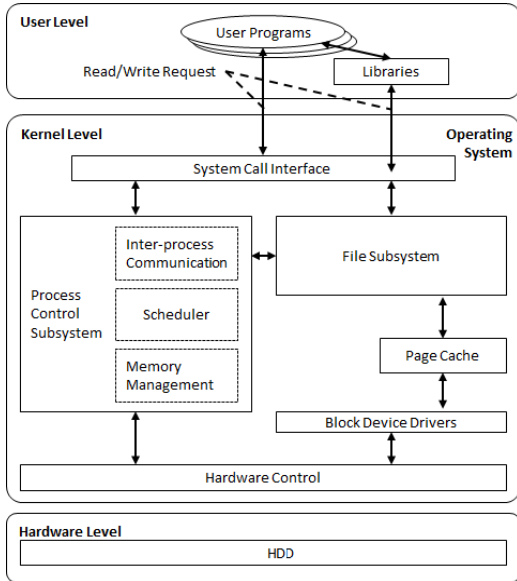 User Level
User Programs
Read/Write Request
Libraries
Kernel Level
Operating
System
System Call Interface
Inter-process
Communication
File Subsystem
Process
Control
Subsystem
Scheduler
Memory
Management
Page Cache
Block Device Drivers
Hardware Control
Hardware Level
HDD